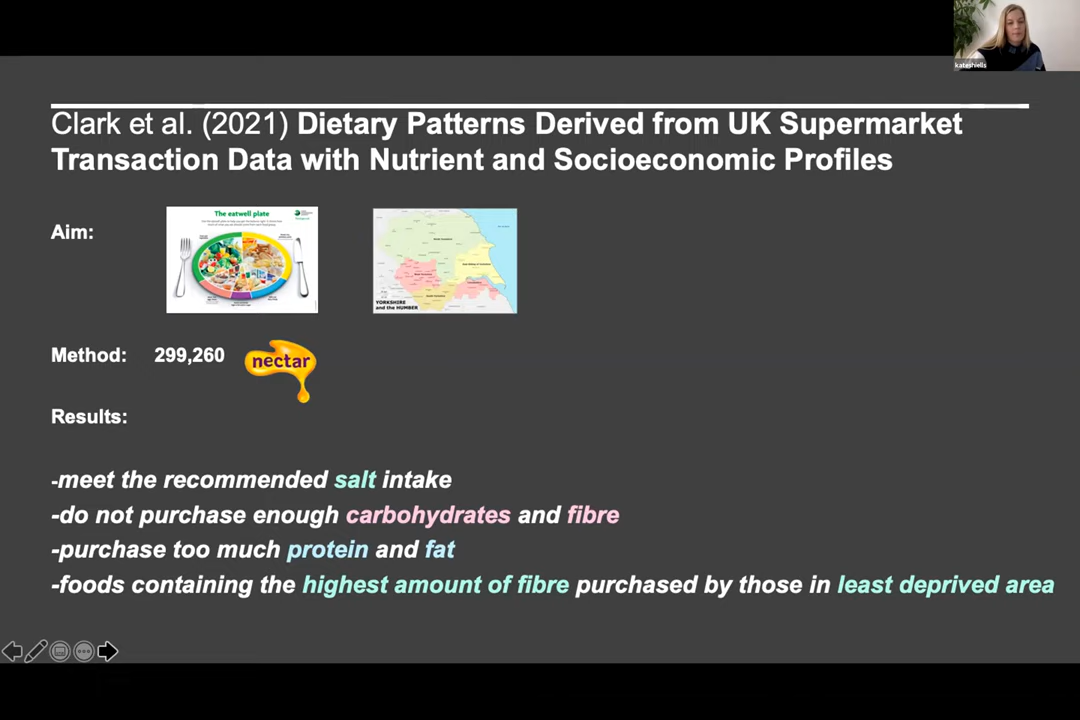 kateshiells
Clark et al. (2021) Dietary Patterns Derived from UK Supermarket
Transaction Data with Nutrient and Socioeconomic Profiles
Aim:
The eatwell plate
YORKSHIRE
and the HUMBER
Method: 299,260 nectar
Results:
-meet the recommended salt intake
-do not purchase enough carbohydrates and fibre
-purchase too much protein and fat
-foods containing the highest amount of fibre purchased by those in least deprived area